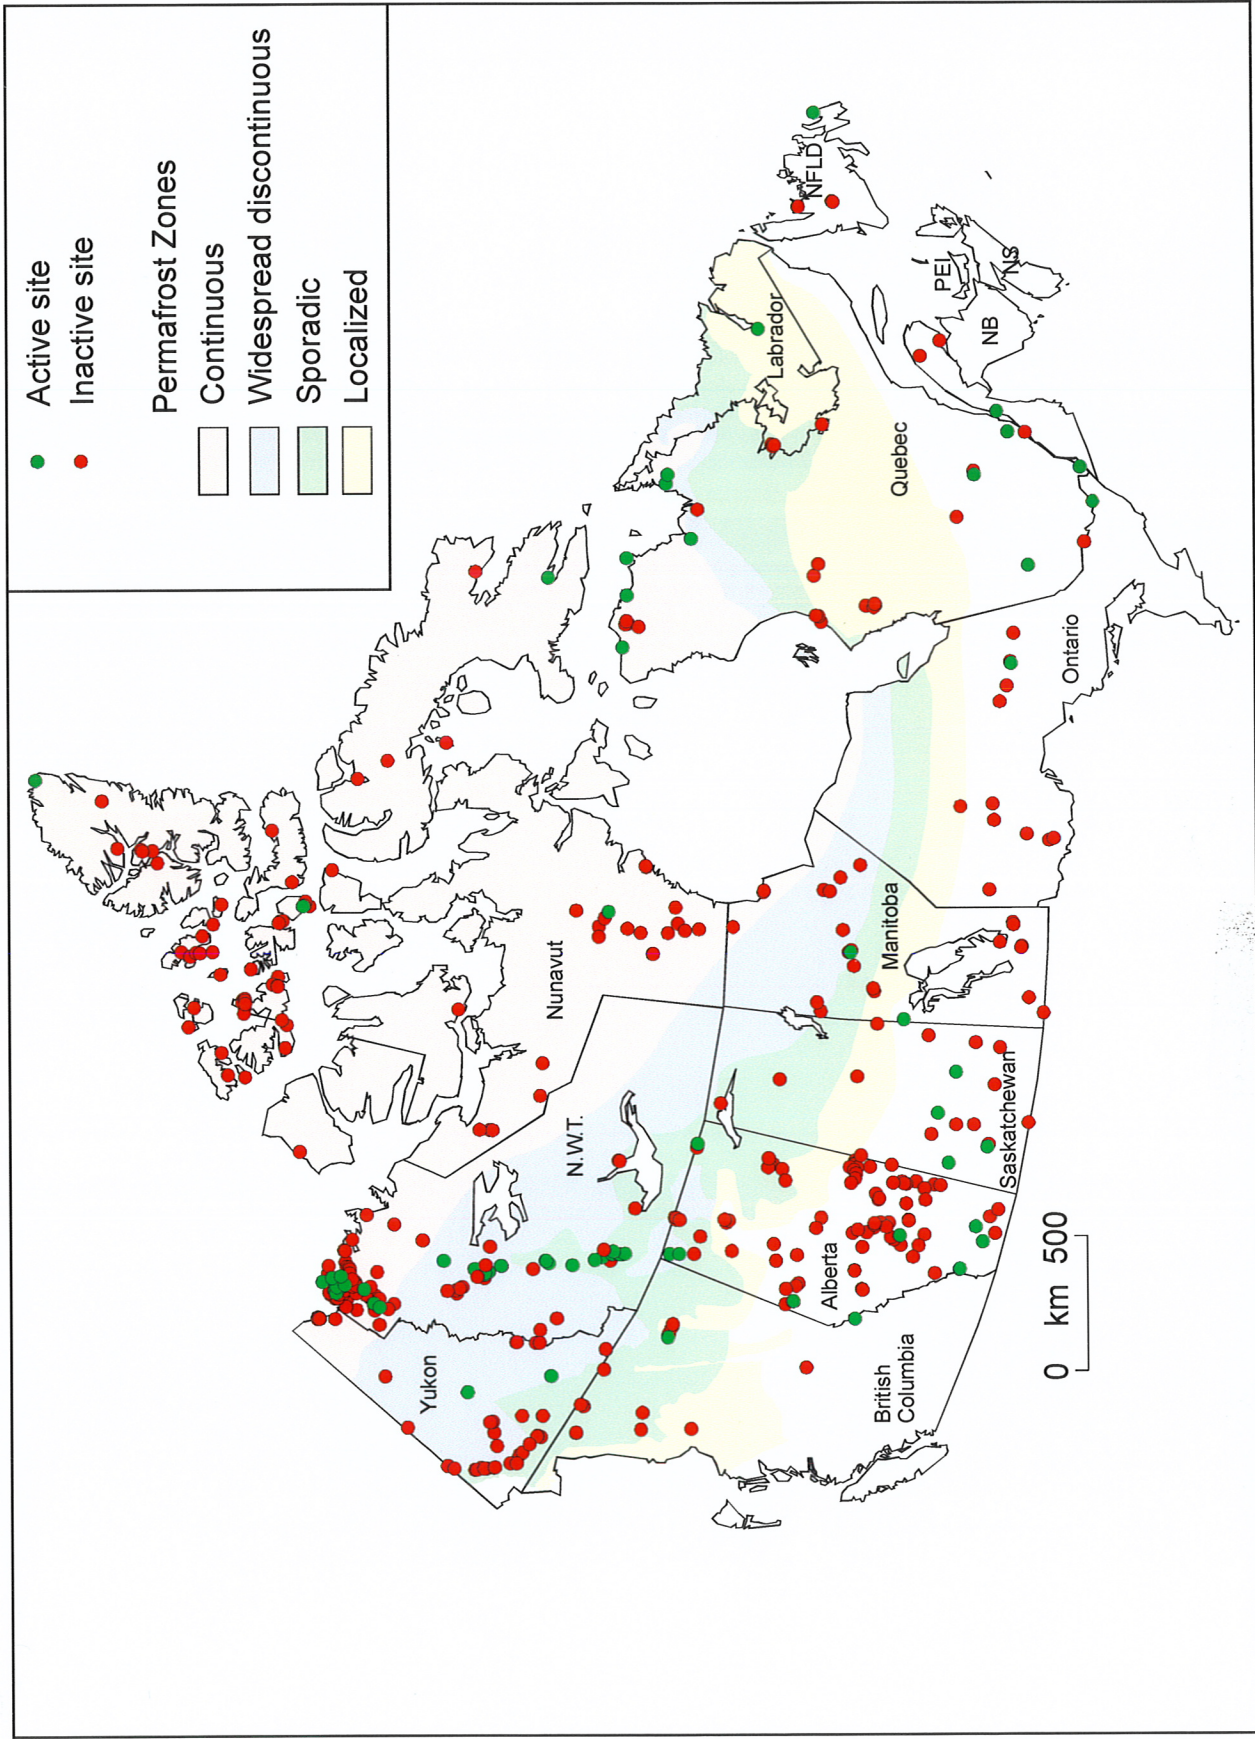 Active site
Inactive site
Permafrost Zones
Continuous
Widespread discontinuous
Sporadic
Localized
Yukon
N.W.T.
Nunavut
British
Columbia
Alberta
Saskatchewan
Manitoba
Ontario
Quebec
Labrador
NFLD
PEI
NB
NS
0 km 500